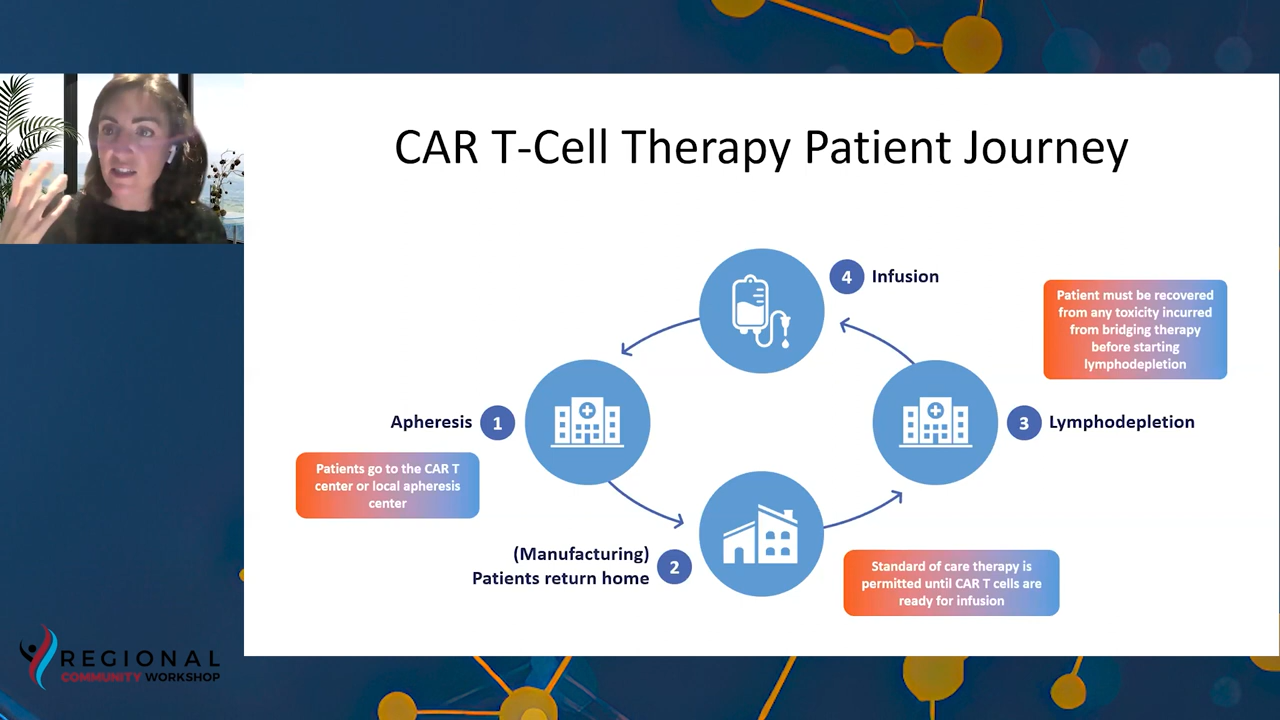 CAR T-Cell Therapy Patient Journey
4 Infusion
Patient must be recovered
from any toxicity incurred
from bridging therapy
before starting
lymphodepletion
Apheresis 1
3 Lymphodepletion
Patients go to the CAR T
center or local apheresis
center
(Manufacturing)
Patients return home
2
Standard of care therapy is
permitted until CAR T cells are
ready for infusion
REGIONAL
COMMUNITY WORKSHOP